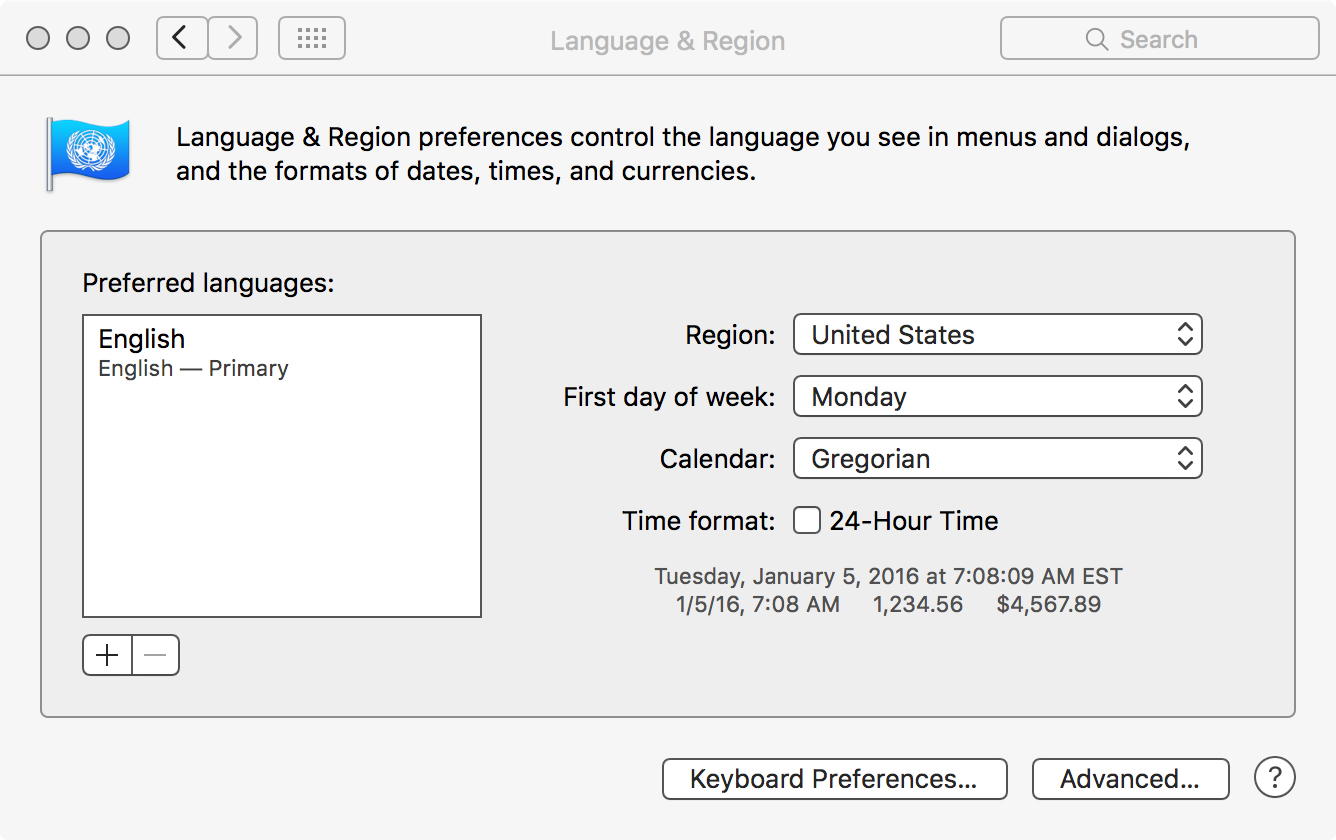 Language & Region
Search
Language & Region preferences control the language you see in menus and dialogs,
and the formats of dates, times, and currencies.
Preferred languages:
English
English — Primary
Region: United States
First day of week: Monday
Calendar: Gregorian
Time format: 24-Hour Time
Tuesday, January 5, 2016 at 7:08:09 AM EST
1/5/16, 7:08 AM 1,234.56 $4,567.89
Keyboard Preferences... Advanced... ?